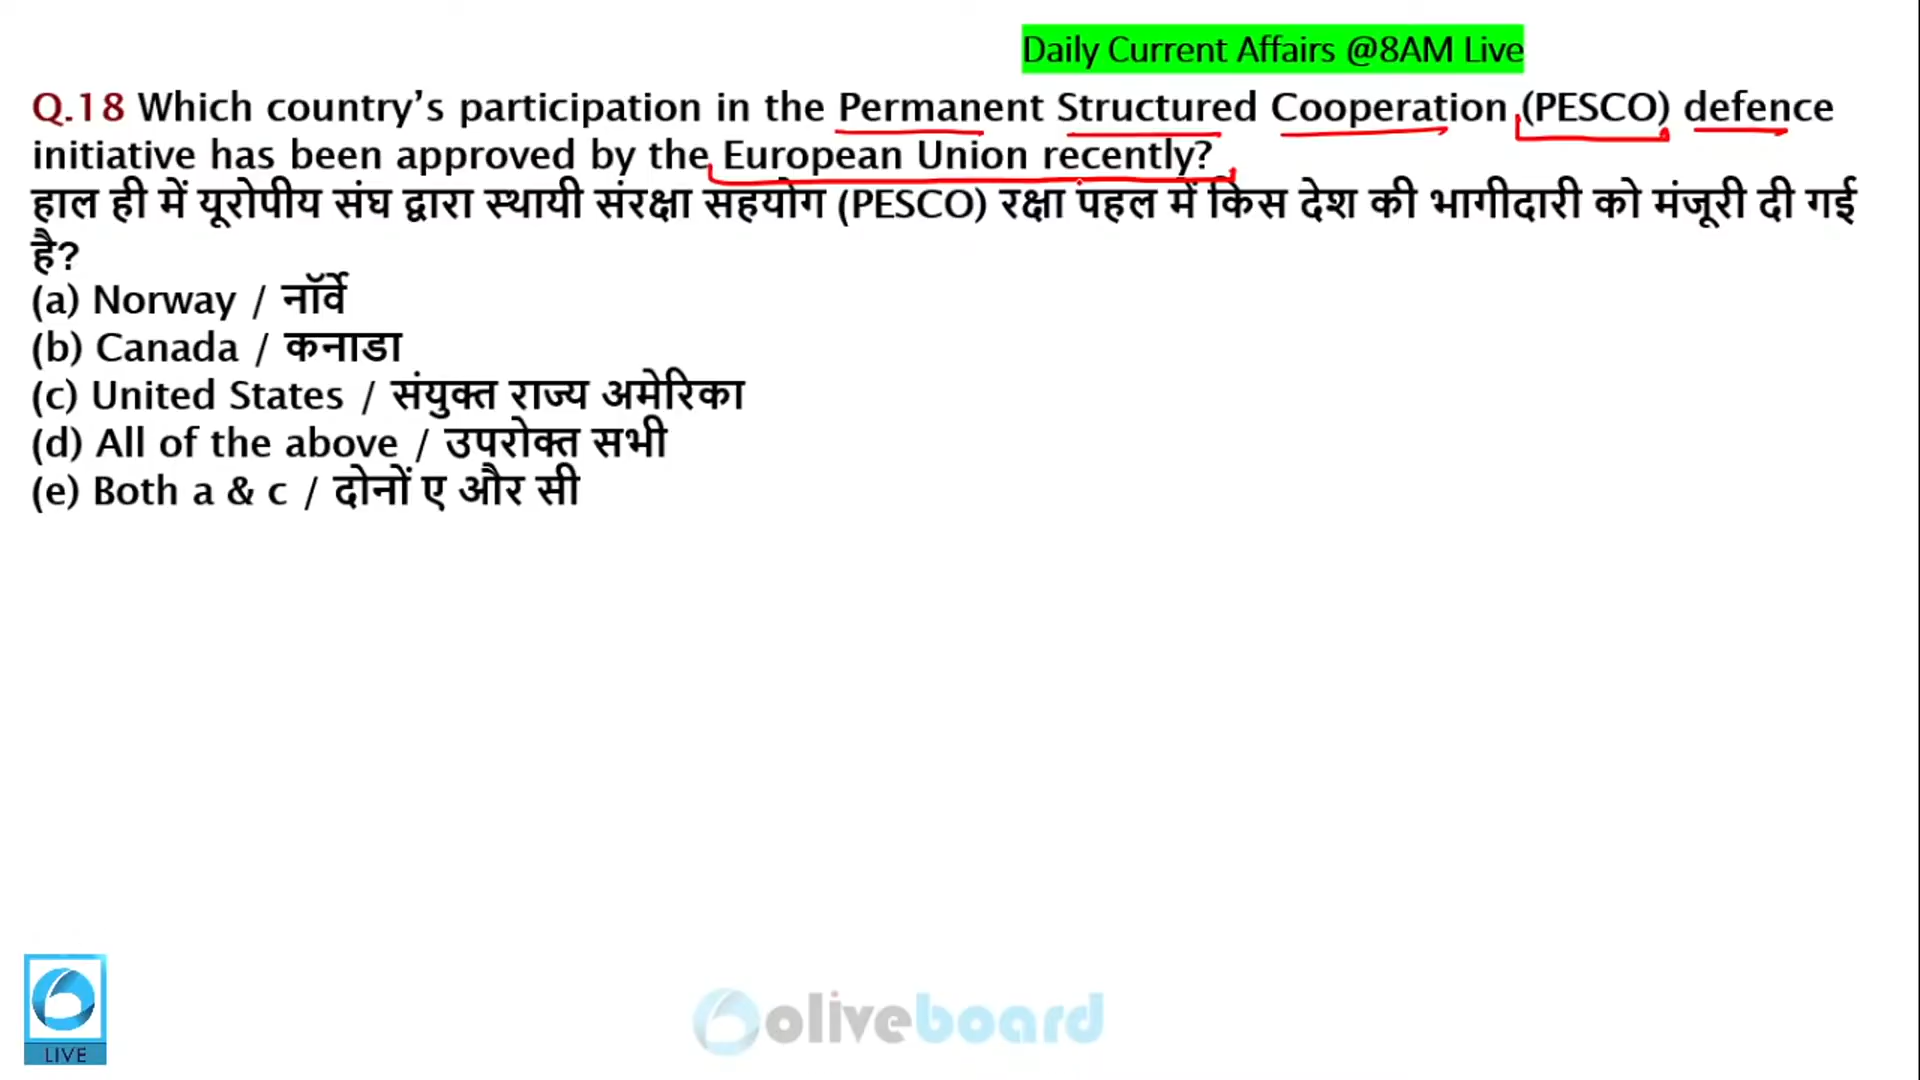 Daily Current Affairs @8AM Live
Q.18 Which country’s participation in the Permanent Structured Cooperation (PESCO) defence
initiative has been approved by the European Union recently?
हाल ही में यूरोपीय संघ द्वारा स्थायी संरक्षा सहयोग (PESCO) रक्षा पहल में किस देश की भागीदारी को मंजूरी दी गई
है?
(a) Norway / नॉर्वे
(b) Canada / कनाडा
(c) United States / संयुक्त राज्य अमेरिका
(d) All of the above / उपरोक्त सभी
(e) Both a & c / दोनों ए और सी
LIVE
oliveboard